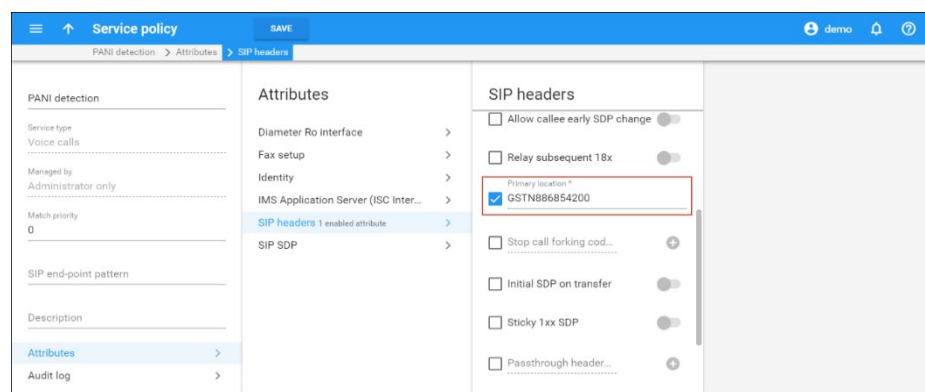 Service policy
SAVE
demo
PANI detection > Attributes > SIP headers
PANI detection
Service type
Voice calls
Managed by
Administrator only
Match priority
0
SIP end-point pattern
Description
Attributes
Audit log
Attributes
Diameter Ro interface
Fax setup
Identity
IMS Application Server (ISC Inter...
SIP headers 1 enabled attribute
SIP SDP
SIP headers
Allow callee early SDP change
Relay subsequent 18x
Primary location *
GSTN886854200
Stop call forking cod...
Initial SDP on transfer
Sticky 1xx SDP
Passthrough header...